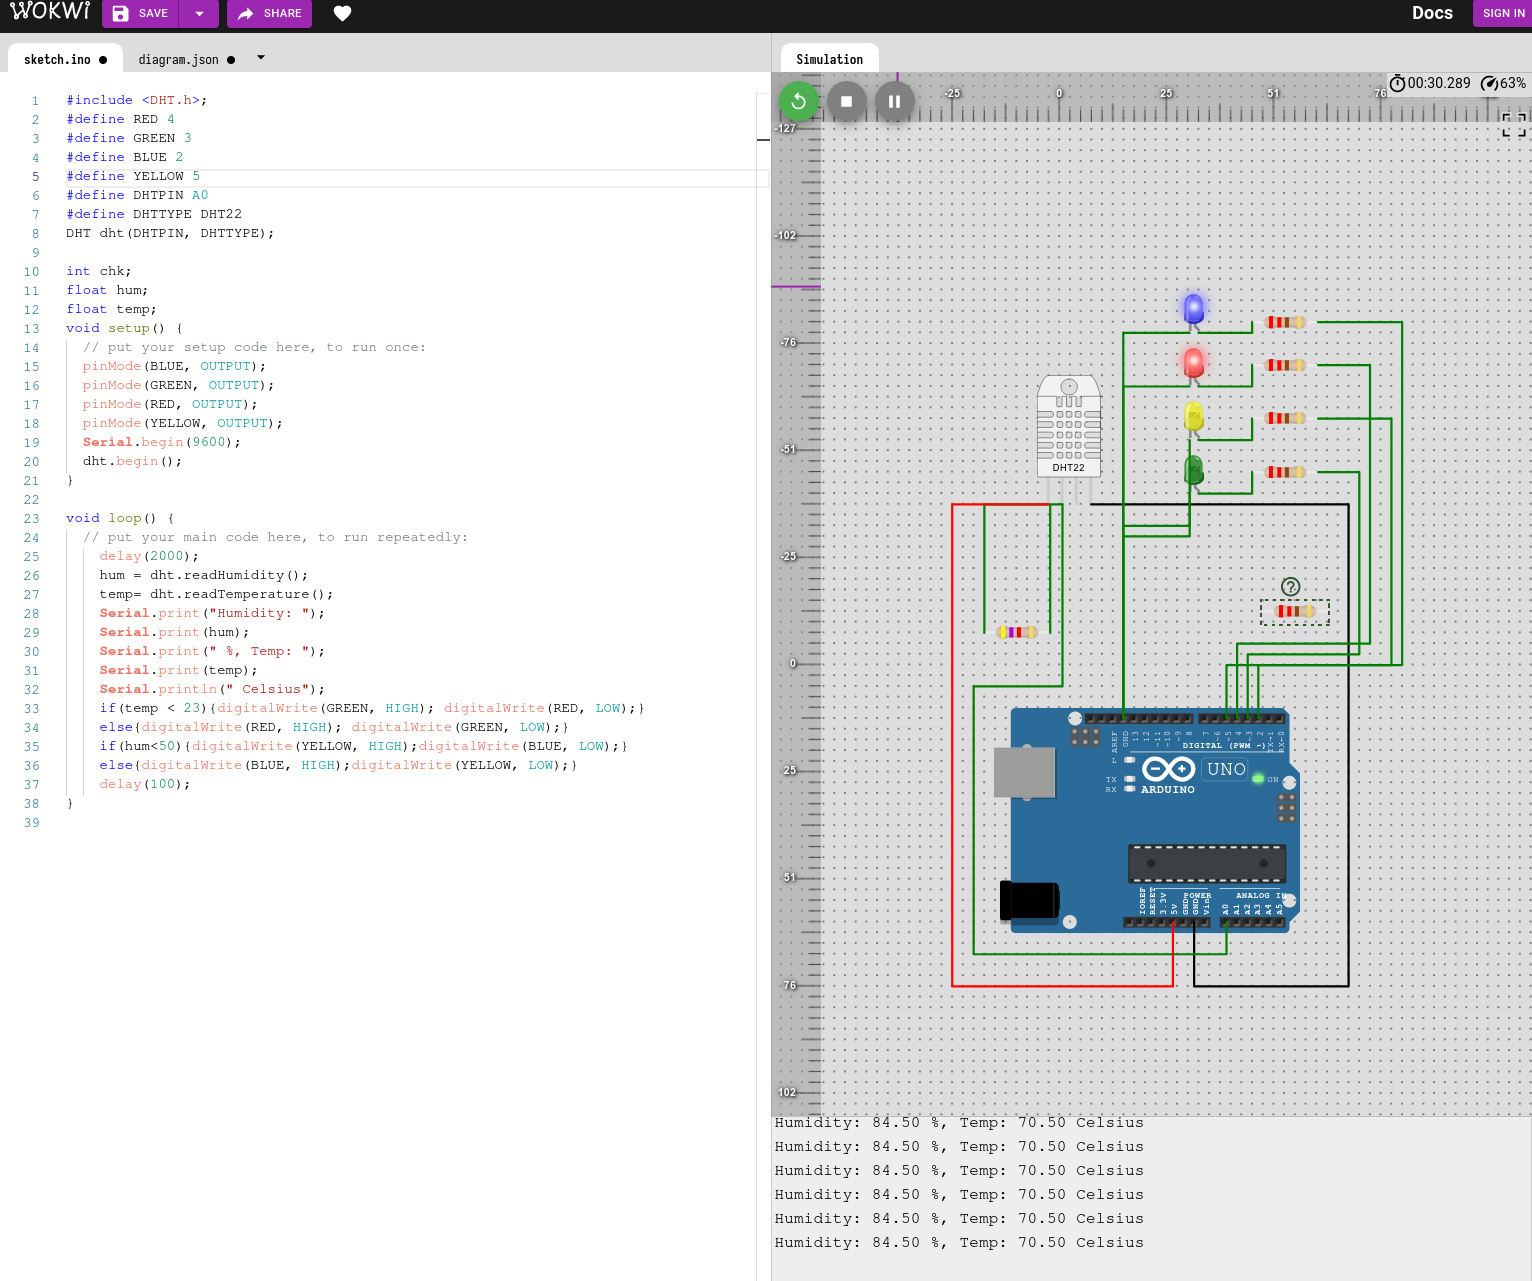 WOKWI
SAVE
SHARE
Docs
SIGN IN
sketch.ino
diagram.json
1 #include <DHT.h>;
2 #define RED 4
3 #define GREEN 3
4 #define BLUE 2
5 #define YELLOW 5
6 #define DHTPIN A0
7 #define DHTTYPE DHT22
8 DHT dht(DHTPIN, DHTTYPE);
9
10 int chk;
11 float hum;
12 float temp;
13 void setup() {
14 // put your setup code here, to run once:
15 pinMode(BLUE, OUTPUT);
16 pinMode(GREEN, OUTPUT);
17 pinMode(RED, OUTPUT);
18 pinMode(YELLOW, OUTPUT);
19 Serial.begin(9600);
20 dht.begin();
21 }
22
23 void loop() {
24 // put your main code here, to run repeatedly:
25 delay(2000);
26 hum = dht.readHumidity();
27 temp= dht.readTemperature();
28 Serial.print("Humidity: ");
29 Serial.print(hum);
30 Serial.print(" %, Temp: ");
31 Serial.print(temp);
32 Serial.println(" Celsius");
33 if(temp < 23){digitalWrite(GREEN, HIGH); digitalWrite(RED, LOW);}
34 else{digitalWrite(RED, HIGH); digitalWrite(GREEN, LOW);}
35 if(hum<50){digitalWrite(YELLOW, HIGH);digitalWrite(BLUE, LOW);}
36 else{digitalWrite(BLUE, HIGH);digitalWrite(YELLOW, LOW);}
37 delay(100);
38 }
39
Simulation
00:30.289
63%
-25 0 25 51 76
-127
-102
-76
-51
-25
0
25
51
76
102
DHT22
AREF
GND
13
12
~11
~10
~9
8
7
~6
~5
4
~3
2
TX→1
RX←0
DIGITAL (PWM ~)
L
TX
RX
UNO
ON
ARDUINO
IOREF
RESET
3.3V
5V
GND
GND
Vin
POWER
ANALOG IN
A0
A1
A2
A3
A4
A5
Humidity: 84.50 %, Temp: 70.50 Celsius
Humidity: 84.50 %, Temp: 70.50 Celsius
Humidity: 84.50 %, Temp: 70.50 Celsius
Humidity: 84.50 %, Temp: 70.50 Celsius
Humidity: 84.50 %, Temp: 70.50 Celsius
Humidity: 84.50 %, Temp: 70.50 Celsius